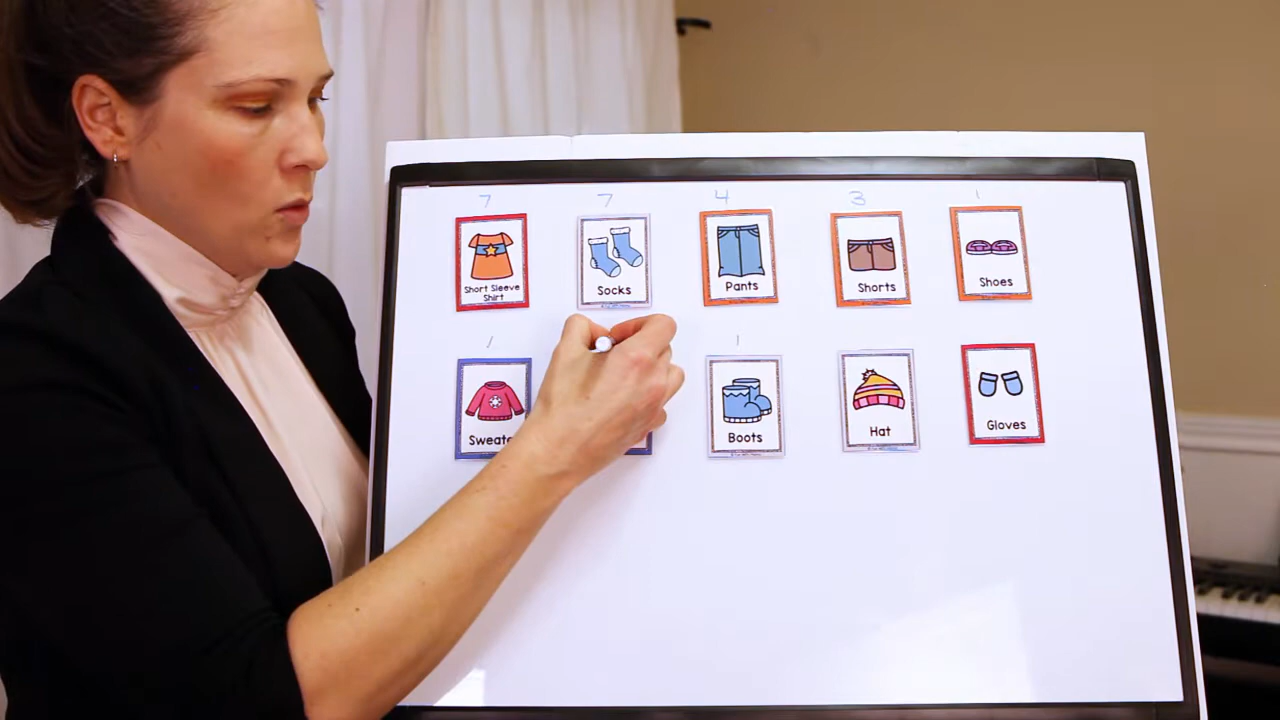 7 7 4 3 1
Short Sleeve Shirt
Socks
Pants
Shorts
Shoes
1 1
Sweate
Boots
Hat
Gloves